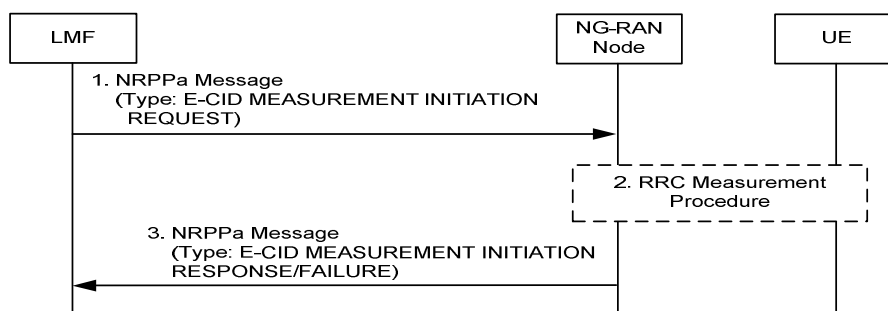 LMF
NG-RAN
Node
UE
1. NRPPa Message
(Type: E-CID MEASUREMENT INITIATION
REQUEST)
2. RRC Measurement
Procedure
3. NRPPa Message
(Type: E-CID MEASUREMENT INITIATION
RESPONSE/FAILURE)